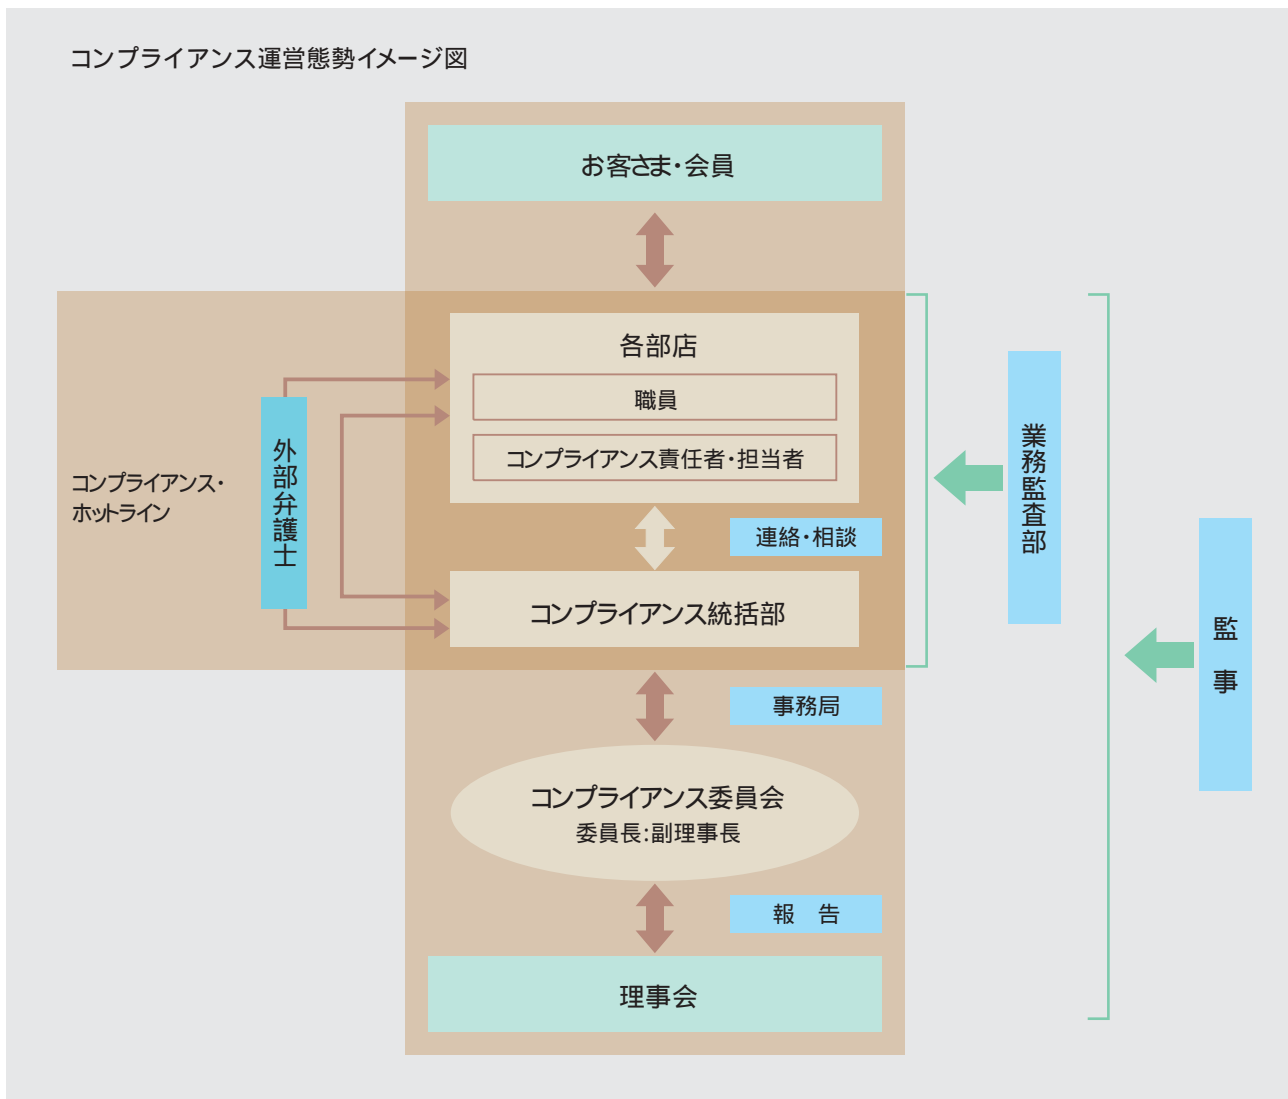 コンプライアンス運営態勢イメージ図
お客さま・会員
各部店
職員
コンプライアンス責任者・担当者
コンプライアンス・
ホットライン
外部弁護士
連絡・相談
コンプライアンス統括部
業務監査部
監事
事務局
コンプライアンス委員会
委員長:副理事長
報　告
理事会